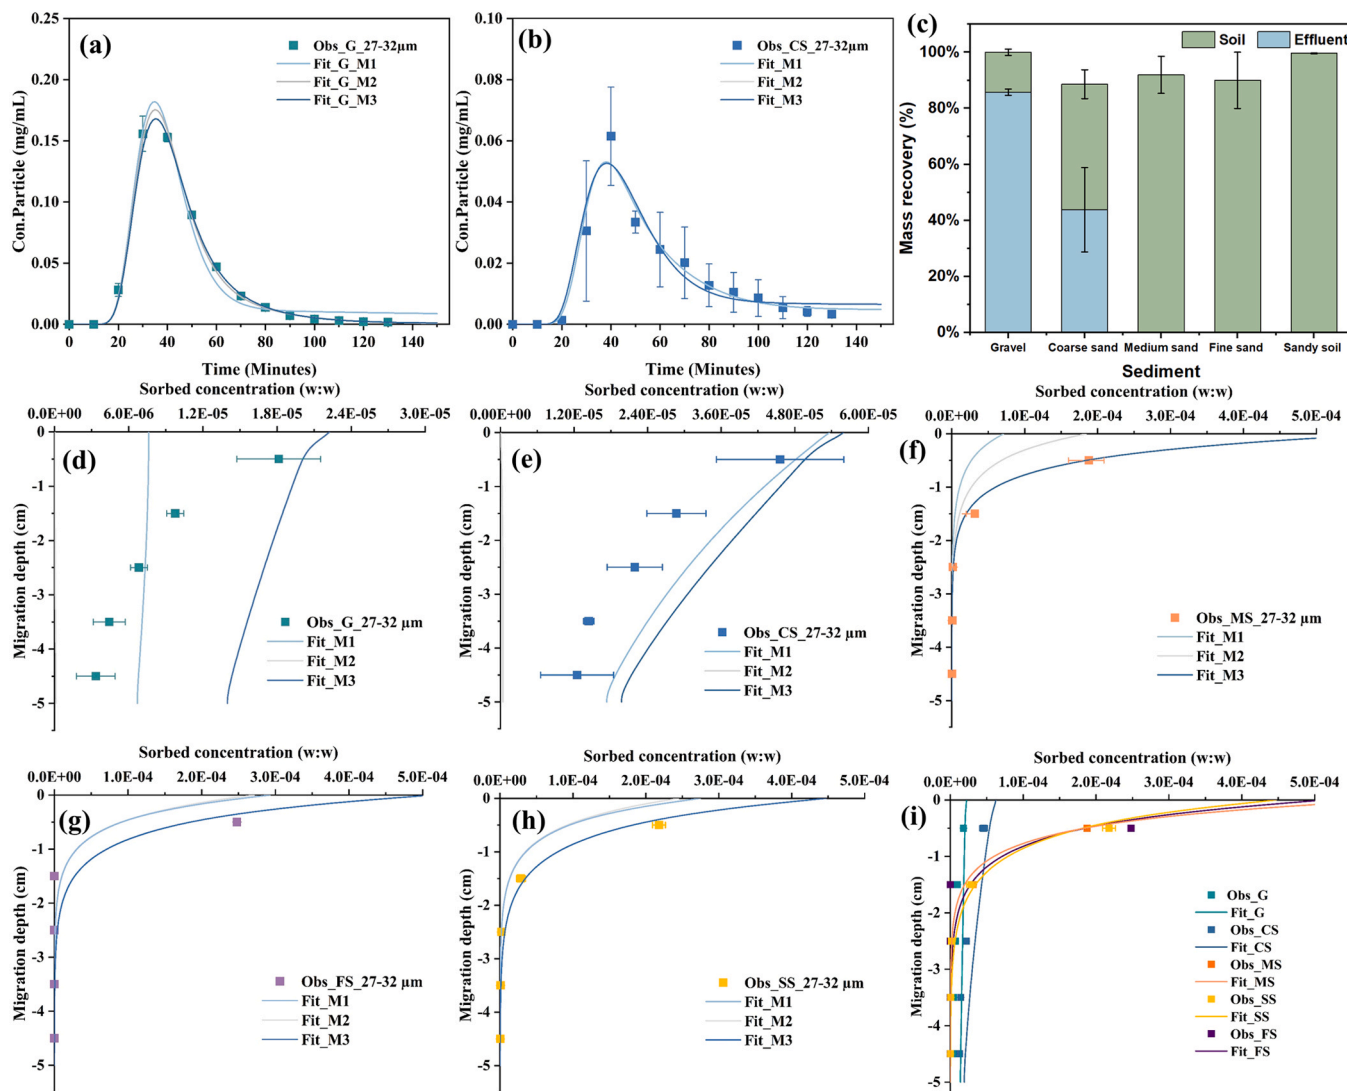 (a)
0.25
0.20
0.15
0.10
0.05
0.00
Con.Particle (mg/mL)
Obs_G_27-32μm
Fit_G_M1
Fit_G_M2
Fit_G_M3
0 20 40 60 80 100 120 140
Time (Minutes)
(b)
0.10
0.08
0.06
0.04
0.02
0.00
Con.Particle (mg/mL)
Obs_CS_27-32μm
Fit_M1
Fit_M2
Fit_M3
0 20 40 60 80 100 120 140
Time (Minutes)
(c)
Soil Effluent
100%
80%
60%
40%
20%
0%
Mass recovery (%)
Gravel Coarse sand Medium sand Fine sand Sandy soil
Sediment
Sorbed concentration (w:w)
0.0E+00 6.0E-06 1.2E-05 1.8E-05 2.4E-05 3.0E-05
(d)
0
-1
-2
-3
-4
-5
Migration depth (cm)
Obs_G_27-32 μm
Fit_M1
Fit_M2
Fit_M3
Sorbed concentration (w:w)
0.00E+00 1.20E-05 2.40E-05 3.60E-05 4.80E-05 6.00E-05
(e)
0
-1
-2
-3
-4
-5
Migration depth (cm)
Obs_CS_27-32 μm
Fit_M1
Fit_M2
Fit_M3
Sorbed concentration (w:w)
0.0E+00 1.0E-04 2.0E-04 3.0E-04 4.0E-04 5.0E-04
(f)
0
-1
-2
-3
-4
-5
Migration depth (cm)
Obs_MS_27-32 μm
Fit_M1
Fit_M2
Fit_M3
Sorbed concentration (w:w)
0.0E+00 1.0E-04 2.0E-04 3.0E-04 4.0E-04 5.0E-04
(g)
0
-1
-2
-3
-4
-5
Migration depth (cm)
Obs_FS_27-32 μm
Fit_M1
Fit_M2
Fit_M3
Sorbed concentration (w:w)
0.0E+00 1.0E-04 2.0E-04 3.0E-04 4.0E-04 5.0E-04
(h)
0
-1
-2
-3
-4
-5
Migration depth (cm)
Obs_SS_27-32 μm
Fit_M1
Fit_M2
Fit_M3
Sorbed concentration (w:w)
0.0E+00 1.0E-04 2.0E-04 3.0E-04 4.0E-04 5.0E-04
(i)
0
-1
-2
-3
-4
-5
Migration depth (cm)
Obs_G
Fit_G
Obs_CS
Fit_CS
Obs_MS
Fit_MS
Obs_SS
Fit_SS
Obs_FS
Fit_FS